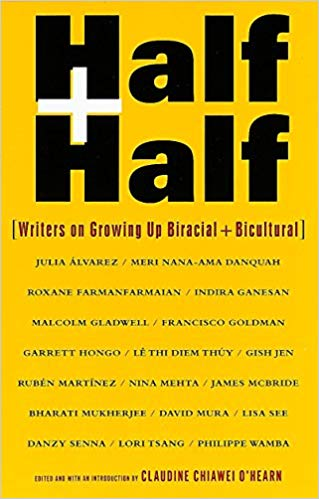 Half
+
Half
[Writers on Growing Up Biracial + Bicultural]
JULIA ÁLVAREZ / MERI NANA-AMA DANQUAH
ROXANE FARMANFARMAIAN / INDIRA GANESAN
MALCOLM GLADWELL / FRANCISCO GOLDMAN
GARRETT HONGO / LÊ THI DIEM THÚY / GISH JEN
RUBÉN MARTÍNEZ / NINA MEHTA / JAMES MCBRIDE
BHARATI MUKHERJEE / DAVID MURA / LISA SEE
DANZY SENNA / LORI TSANG / PHILIPPE WAMBA
EDITED AND WITH AN INTRODUCTION BY CLAUDINE CHIAWEI O'HEARN